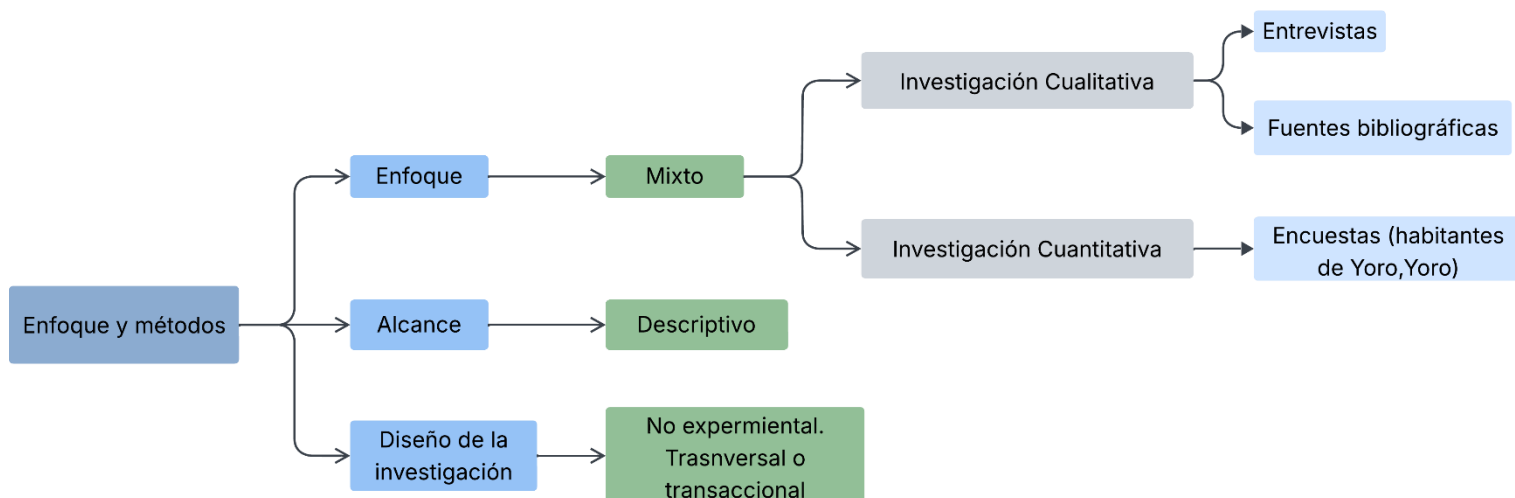 Enfoque y métodos
Enfoque
Mixto
Investigación Cualitativa
Entrevistas
Fuentes bibliográficas
Investigación Cuantitativa
Encuestas (habitantes
de Yoro,Yoro)
Alcance
Descriptivo
Diseño de la
investigación
No expermiental.
Trasnversal o
transaccional